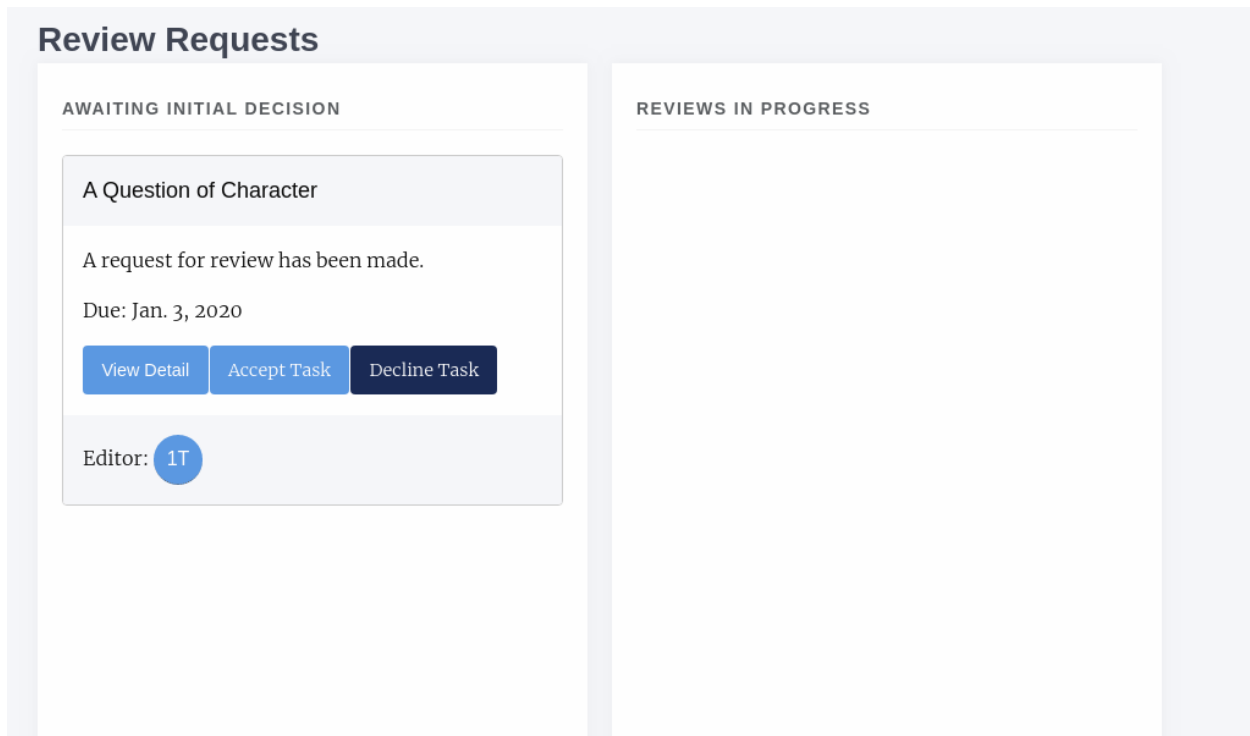 Review Requests
AWAITING INITIAL DECISION
A Question of Character
A request for review has been made.
Due: Jan. 3, 2020
View Detail Accept Task Decline Task
Editor: 1T
REVIEWS IN PROGRESS